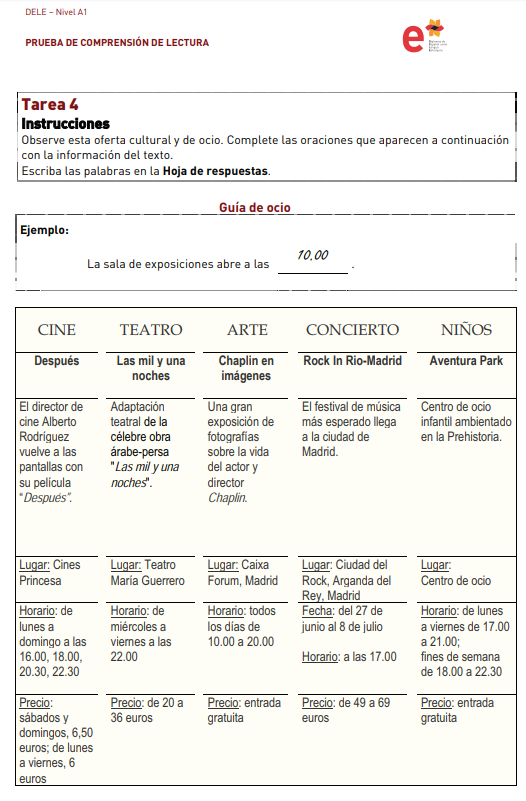 DELE – Nivel A1
PRUEBA DE COMPRENSIÓN DE LECTURA
e
Tarea 4
Instrucciones
Observe esta oferta cultural y de ocio. Complete las oraciones que aparecen a continuación
con la información del texto.
Escriba las palabras en la Hoja de respuestas.
Guía de ocio
Ejemplo:
La sala de exposiciones abre a las 10,00 .
CINE
Después
El director de
cine Alberto
Rodríguez
vuelve a las
pantallas con
su película
“Después”.
Lugar: Cines
Princesa
Horario: de
lunes a
domingo a las
16.00, 18.00,
20.30, 22.30
Precio:
sábados y
domingos, 6,50
euros; de lunes
a viernes, 6
euros
TEATRO
Las mil y una
noches
Adaptación
teatral de la
célebre obra
árabe-persa
"Las mil y una
noches".
Lugar: Teatro
María Guerrero
Horario: de
miércoles a
viernes a las
22.00
Precio: de 20 a
36 euros
ARTE
Chaplin en
imágenes
Una gran
exposición de
fotografías
sobre la vida
del actor y
director
Chaplin.
Lugar: Caixa
Forum, Madrid
Horario: todos
los días de
10.00 a 20.00
Precio: entrada
gratuita
CONCIERTO
Rock In Rio-Madrid
El festival de música
más esperado llega
a la ciudad de
Madrid.
Lugar: Ciudad del
Rock, Arganda del
Rey, Madrid
Fecha: del 27 de
junio al 8 de julio
Horario: a las 17.00
Precio: de 49 a 69
euros
NIÑOS
Aventura Park
Centro de ocio
infantil ambientado
en la Prehistoria.
Lugar:
Centro de ocio
Horario: de lunes
a viernes de 17.00
a 21.00;
fines de semana
de 18.00 a 22.30
Precio: entrada
gratuita